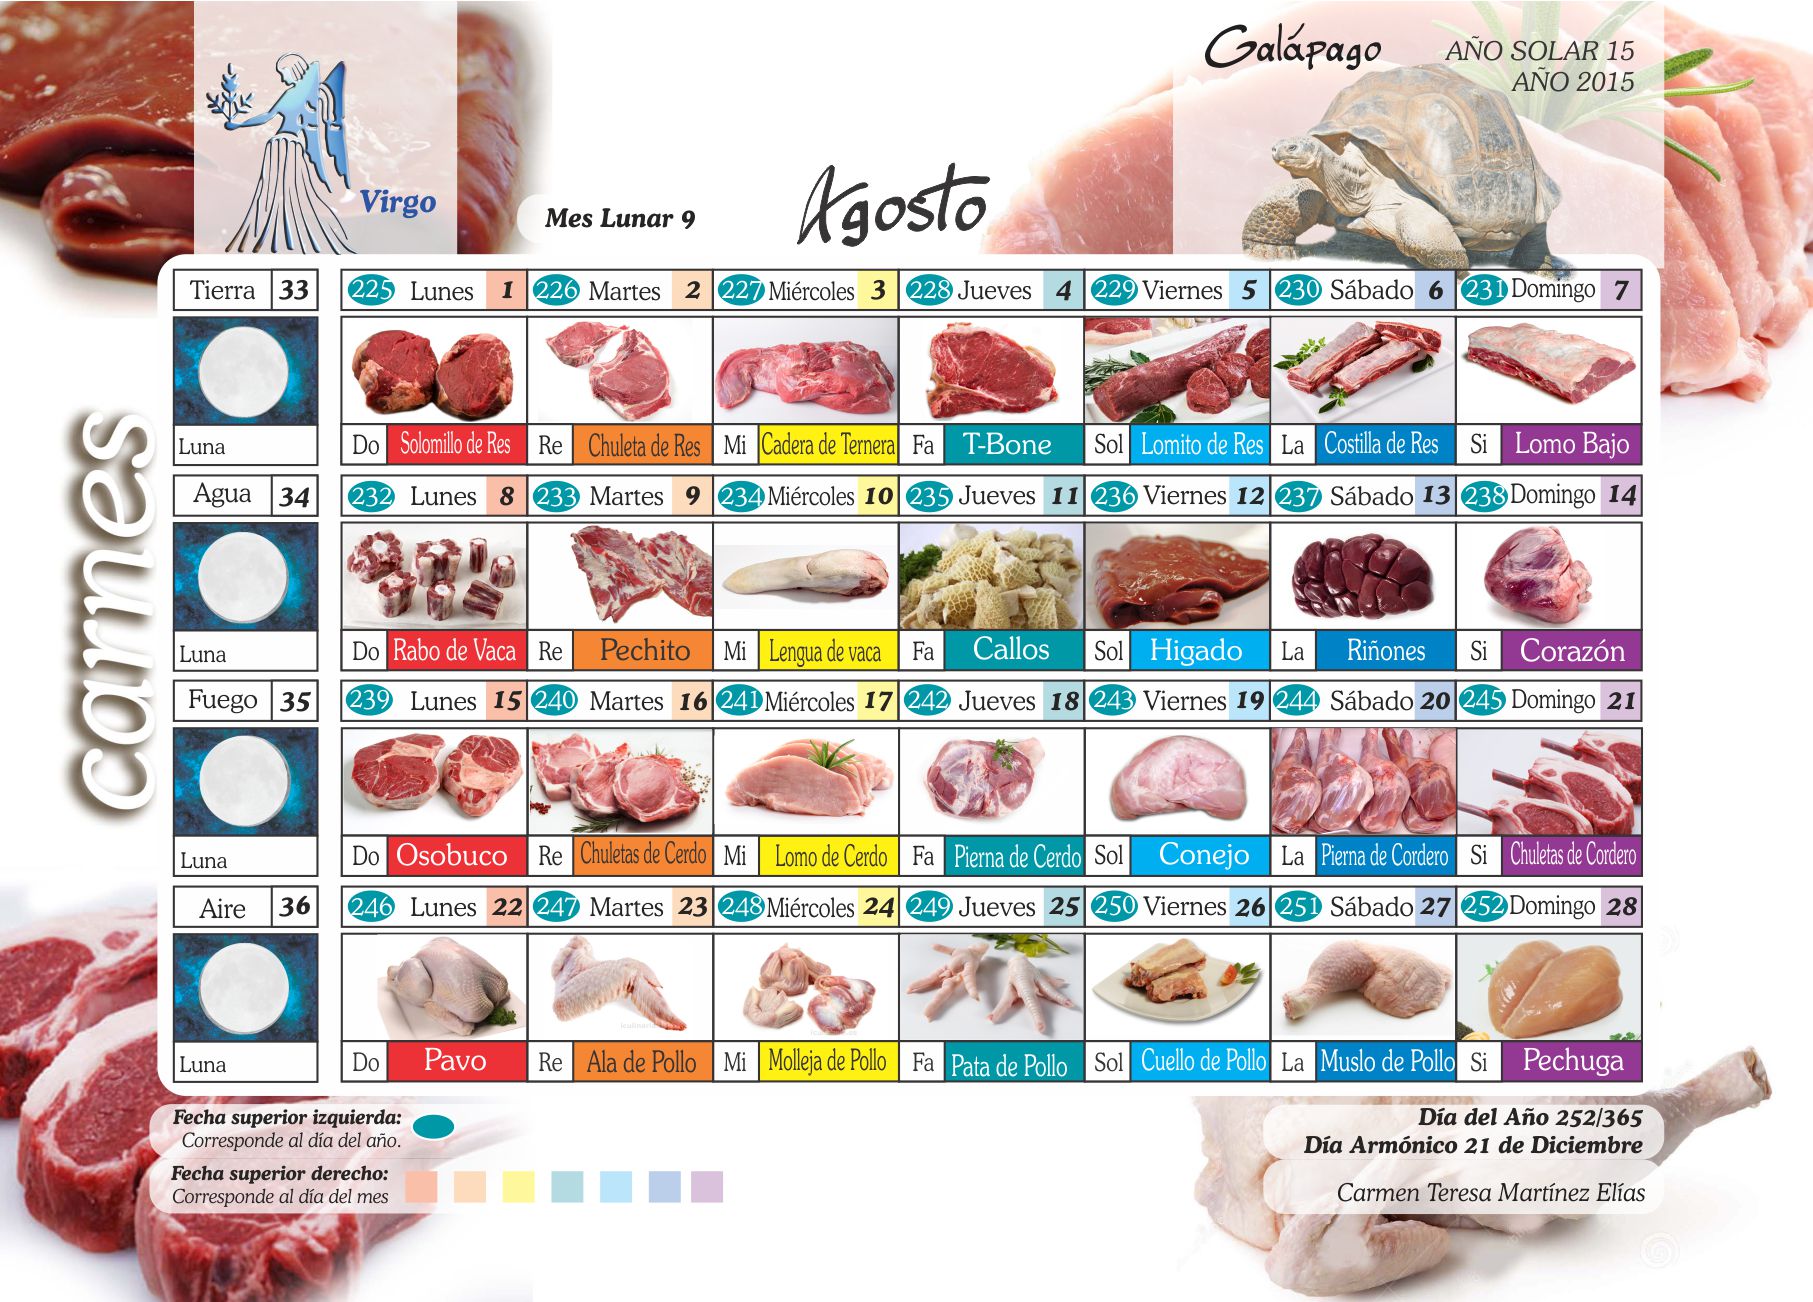 Galápago
AÑO SOLAR 15
AÑO 2015
Virgo
Mes Lunar 9
Agosto
carnes
Tierra 33 225 Lunes 1 226 Martes 2 227 Miércoles 3 228 Jueves 4 229 Viernes 5 230 Sábado 6 231 Domingo 7
Luna Do Solomillo de Res Re Chuleta de Res Mi Cadera de Ternera Fa T-Bone Sol Lomito de Res La Costilla de Res Si Lomo Bajo
Agua 34 232 Lunes 8 233 Martes 9 234 Miércoles 10 235 Jueves 11 236 Viernes 12 237 Sábado 13 238 Domingo 14
Luna Do Rabo de Vaca Re Pechito Mi Lengua de vaca Fa Callos Sol Higado La Riñones Si Corazón
Fuego 35 239 Lunes 15 240 Martes 16 241 Miércoles 17 242 Jueves 18 243 Viernes 19 244 Sábado 20 245 Domingo 21
Luna Do Osobuco Re Chuletas de Cerdo Mi Lomo de Cerdo Fa Pierna de Cerdo Sol Conejo La Pierna de Cordero Si Chuletas de Cordero
Aire 36 246 Lunes 22 247 Martes 23 248 Miércoles 24 249 Jueves 25 250 Viernes 26 251 Sábado 27 252 Domingo 28
Luna Do Pavo Re Ala de Pollo Mi Molleja de Pollo Fa Pata de Pollo Sol Cuello de Pollo La Muslo de Pollo Si Pechuga
Fecha superior izquierda:
Corresponde al día del año.
Fecha superior derecho:
Corresponde al día del mes
Día del Año 252/365
Día Armónico 21 de Diciembre
Carmen Teresa Martínez Elías